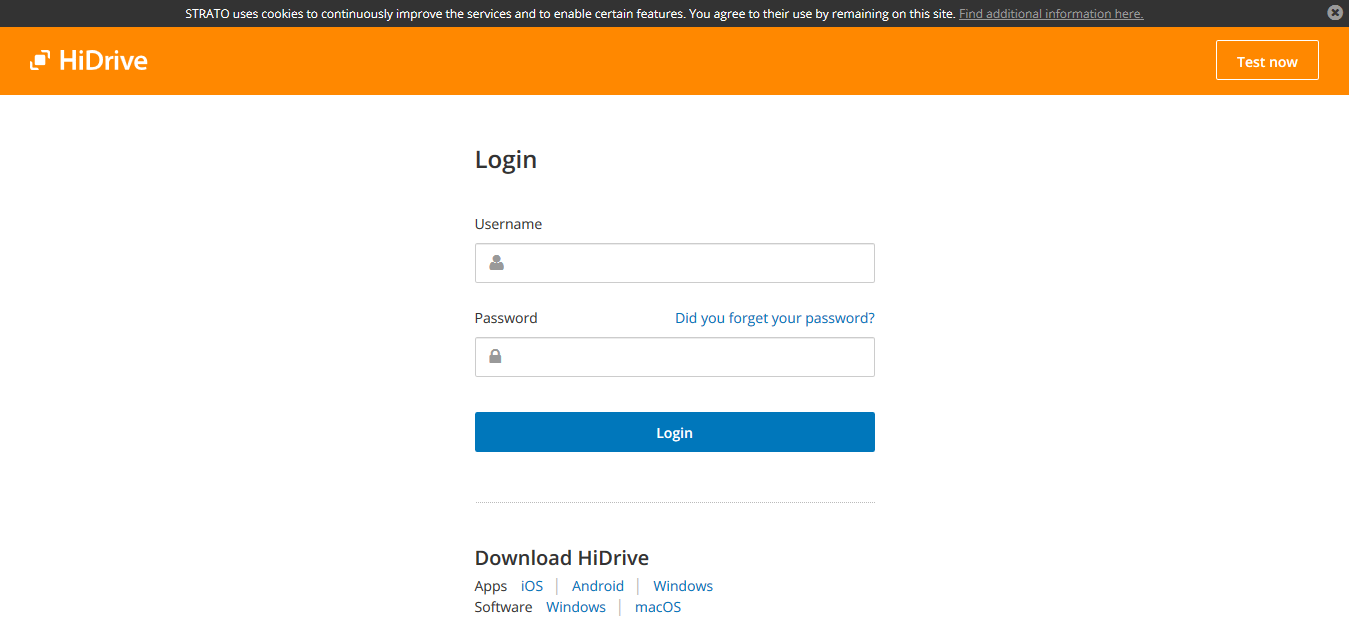 STRATO uses cookies to continuously improve the services and to enable certain features. You agree to their use by remaining on this site. Find additional information here.
HiDrive
Test now
Login
Username
Password Did you forget your password?
Login
Download HiDrive
Apps iOS Android Windows
Software Windows macOS